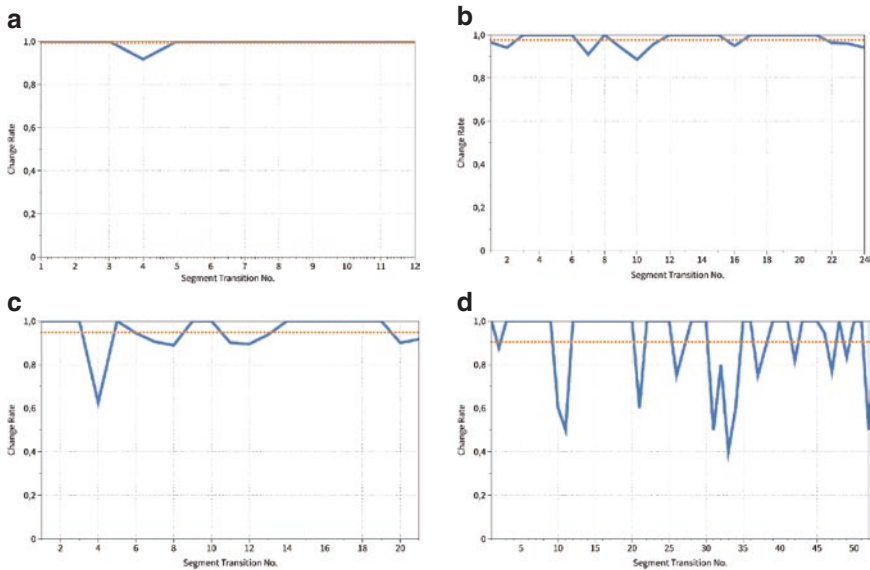 a
1,0
0,8
0,6
0,4
0,2
0
Change Rate
1 2 3 4 5 6 7 8 9 10 11 12
Segment Transition No.
b
1,0
0,8
0,6
0,4
0,2
0
Change Rate
2 4 6 8 10 12 14 16 18 20 22 24
Segment Transition No.
c
1,0
0,8
0,6
0,4
0,2
0
Change Rate
2 4 6 8 10 12 14 16 18 20
Segment Transition No.
d
1,0
0,8
0,6
0,4
0,2
0
Change Rate
5 10 15 20 25 30 35 40 45 50
Segment Transition No.